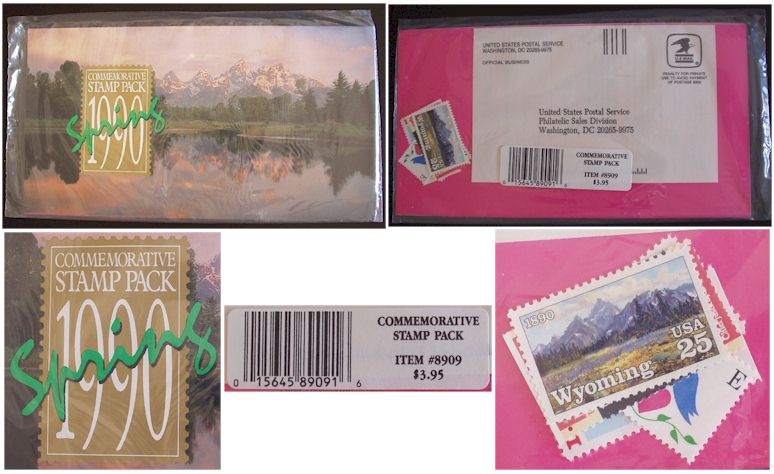 COMMEMORATIVE
STAMP PACK
1990
Spring
UNITED STATES POSTAL SERVICE
WASHINGTON, DC 20265-9975
OFFICIAL BUSINESS
U.S.MAIL
PENALTY FOR PRIVATE
USE TO AVOID PAYMENT
OF POSTAGE $300
United States Postal Service
Philatelic Sales Division
Washington, DC 20265-9975
COMMEMORATIVE
STAMP PACK
ITEM #8909
$3.95
0 15645 89091 6
Wyoming
25
COMMEMORATIVE
STAMP PACK
1990
Spring
COMMEMORATIVE
STAMP PACK
ITEM #8909
$3.95
0 15645 89091 6
1890
USA
25
Wyoming
E